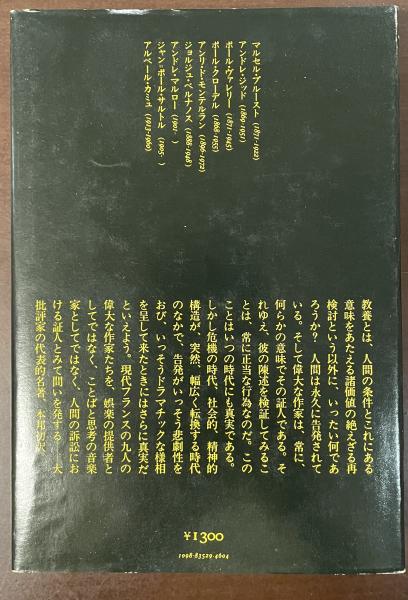 マルセル・プルースト (1871-1922)
アンドレ・ジッド (1869-1951)
ポール・ヴァレリー (1871-1945)
ポール・クローデル (1868-1955)
アンリ・ド・モンテルラン (1896-1972)
ジョルジュ・ベルナノス (1888-1948)
アンドレ・マルロー (1901-　)
ジャン=ポール・サルトル (1905-　)
アルベール・カミュ (1913-1960)
教養とは、人間の条件とこれにある
意味をあたえる諸価値の絶えざる再
検討という以外に、いったい何であ
ろうか? 人間は永久に告発されて
いる。そして偉大な作家は、常に、
何らかの意味でその証人である。そ
れゆえ、彼の陳述を検証してみるこ
とは、常に正当な行為なのだ。この
ことはいつの時代にも真実である。
しかし危機の時代、社会的、精神的
構造が、突然、幅広く転換する時代
のなかで、告発がいっそう悲劇性を
おび、いっそうドラマチックな様相
を呈して来たときにはさらに真実だ
といえよう。現代フランスの九人の
偉大な作家たちを、娯楽の提供者と
してではなく、ことばと思考の音楽
家としてではなく、人間の訴訟にお
ける証人とみて問いを発する──大
批評家の代表的名著、本邦初訳。
¥1300
1098-83529-4604